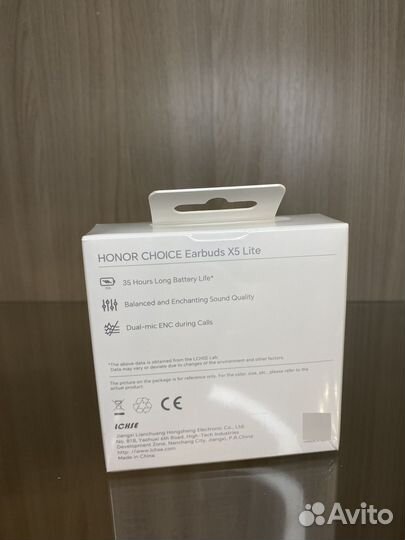 HONOR CHOICE Earbuds X5 Lite
35 Hours Long Battery Life*
Balanced and Enchanting Sound Quality
Dual-mic ENC during Calls
*The above data is obtained from the LCHSE Lab.
Data may vary or deviate due to changes of the environment and other factors.
The picture on the package is for reference only. For the color, size, etc., please refer to the
actual product.
CE
LCHSE
Jiangxi Lianchuang Hongsheng Electronic Co., Ltd.
No. 818, Yaohual 6th Road, High-Tech Industries
Development Zone, Nanchang City, Jiangxi, P.R.China
http: //www.lchse.com
Made in China
Avito